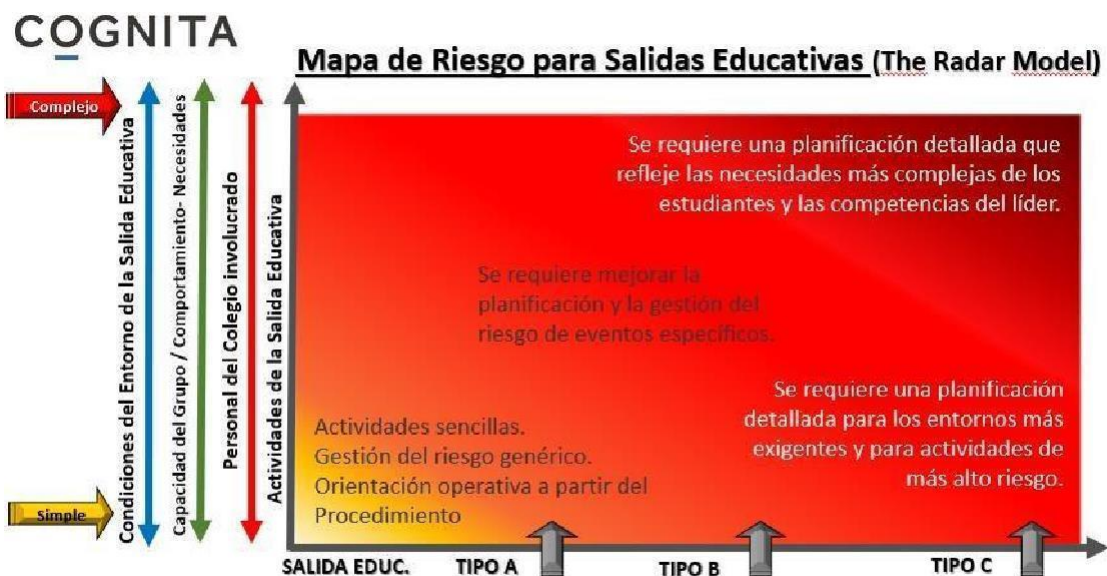 COGNITA
Mapa de Riesgo para Salidas Educativas (The Radar Model)
Complejo
Simple
Condiciones del Entorno de la Salida Educativa
Capacidad del Grupo / Comportamiento- Necesidades
Personal del Colegio involucrado
Actividades de la Salida Educativa
Se requiere una planificación detallada que
refleje las necesidades más complejas de los
estudiantes y las competencias del líder.
Se requiere mejorar la
planificación y la gestión del
riesgo de eventos específicos.
Actividades sencillas.
Gestión del riesgo genérico.
Orientación operativa a partir del
Procedimiento
Se requiere una planificación
detallada para los entornos más
exigentes y para actividades de
más alto riesgo.
SALIDA EDUC.
TIPO A
TIPO B
TIPO C